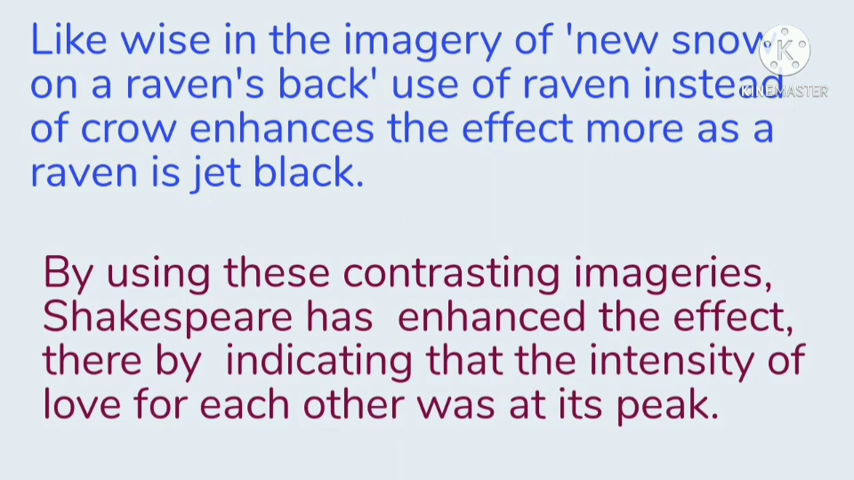 Like wise in the imagery of 'new snow
on a raven's back' use of raven instead
of crow enhances the effect more as a
raven is jet black.
By using these contrasting imageries,
Shakespeare has enhanced the effect,
there by indicating that the intensity of
love for each other was at its peak.
K
KINEMASTER